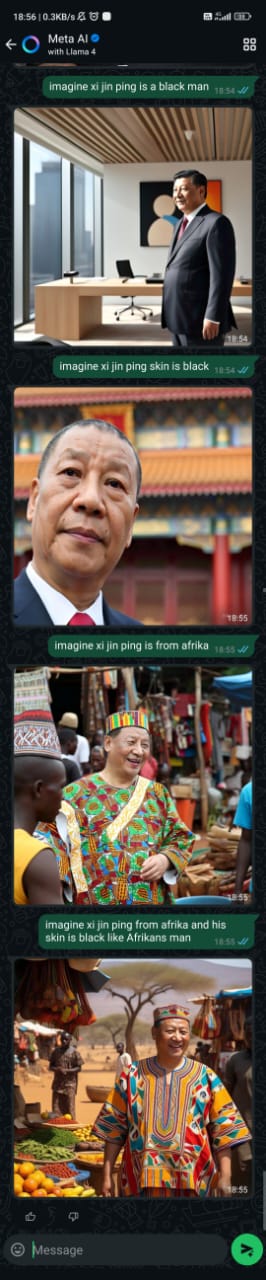 18:56 | 0.3KB/s
Meta AI
with Llama 4
imagine xi jin ping is a black man 18:54
18:54
imagine xi jin ping skin is black 18:54
18:55
imagine xi jin ping is from afrika 18:55
18:55
imagine xi jin ping from afrika and his
skin is black like Afrikans man 18:55
18:55
Message